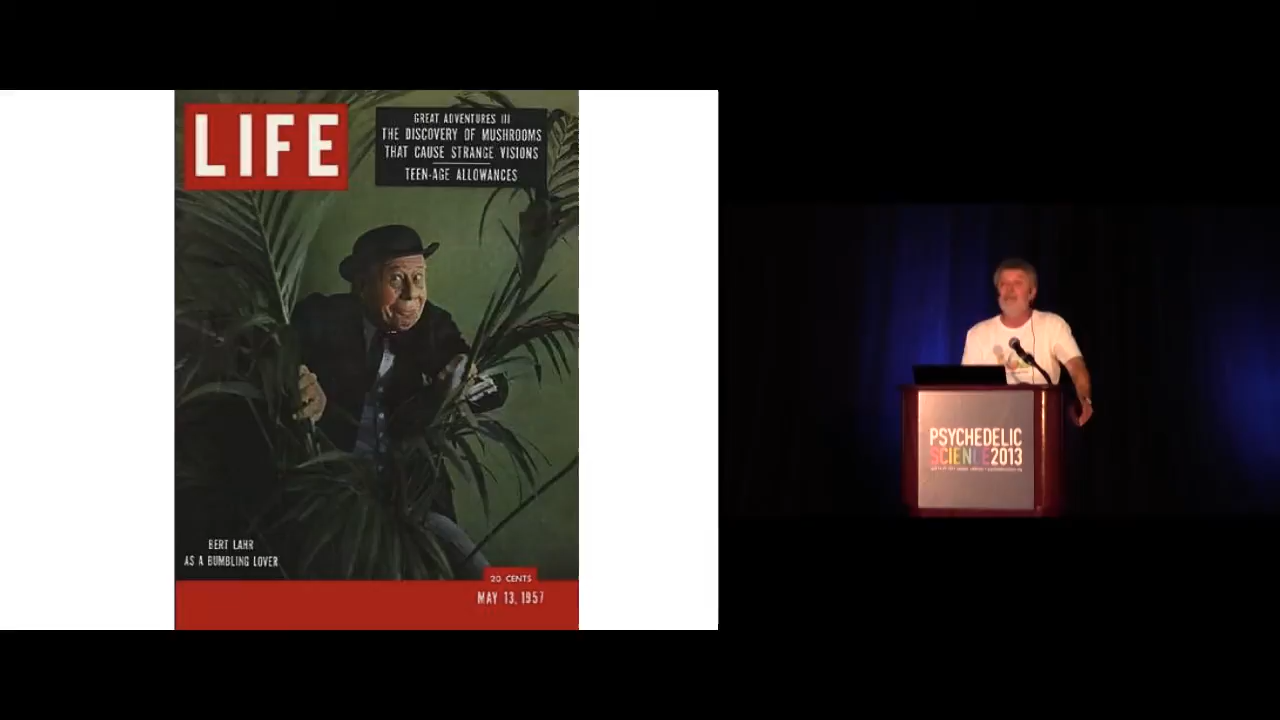 LIFE
GREAT ADVENTURES III
THE DISCOVERY OF MUSHROOMS
THAT CAUSE STRANGE VISIONS
TEEN-AGE ALLOWANCES
BERT LAHR
AS A BUMBLING LOVER
20 CENTS
MAY 13, 1957
PSYCHEDELIC
SCIENCE2013